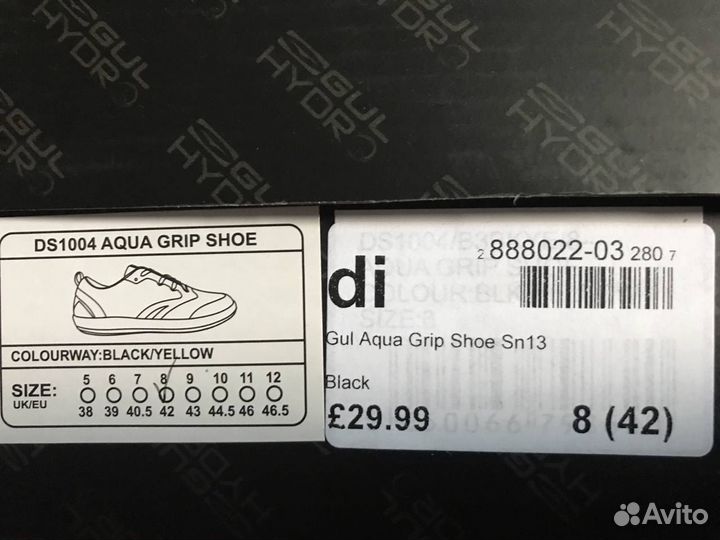 GUL
HYDRO
DS1004 AQUA GRIP SHOE
COLOURWAY:BLACK/YELLOW
SIZE: 5 6 7 8 9 10 11 12
UK/EU 38 39 40.5 42 43 44.5 46 46.5
2 888022-03 280 7
di
Gul Aqua Grip Shoe Sn13
Black
£29.99 8 (42)
Avito